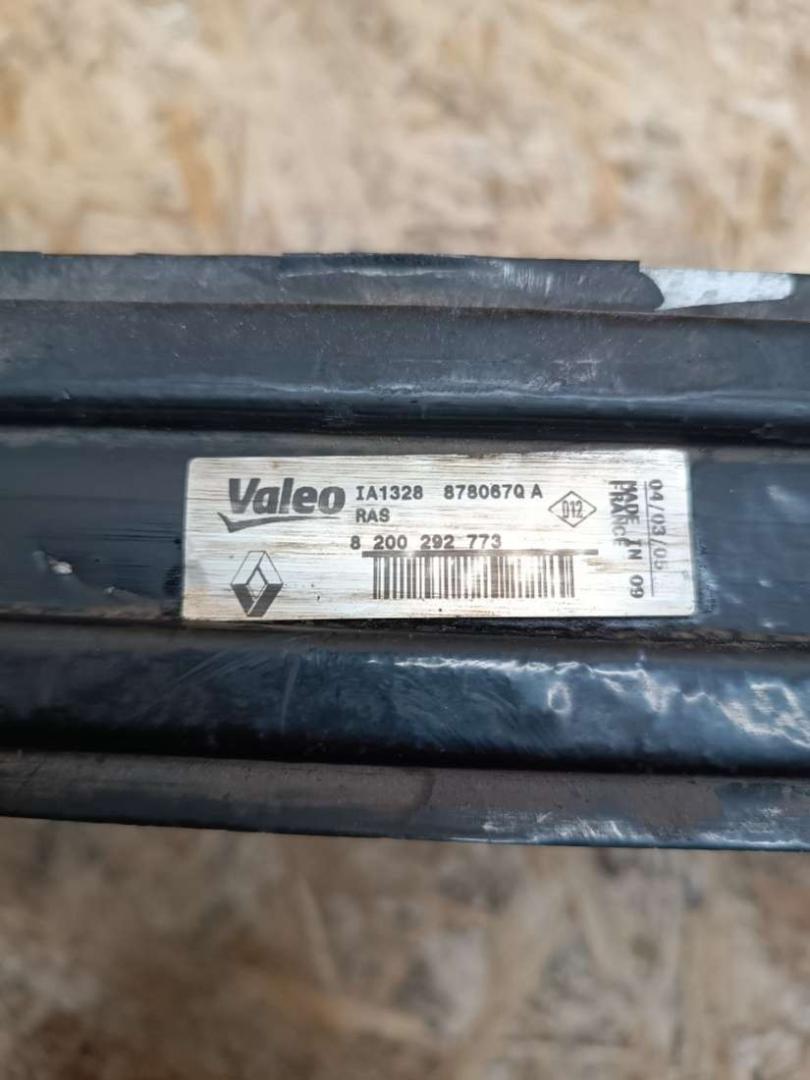 Valeo
IA1328 878067Q A
RAS
8 200 292 773
D12
MADE IN
FRANCE
04/03/05
09